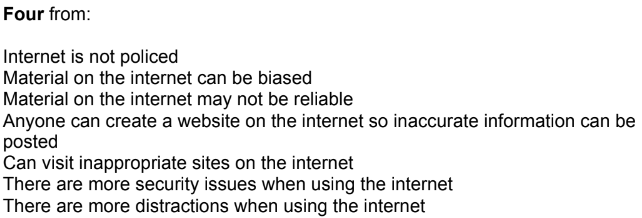 Four from:
Internet is not policed
Material on the internet can be biased
Material on the internet may not be reliable
Anyone can create a website on the internet so inaccurate information can be
posted
Can visit inappropriate sites on the internet
There are more security issues when using the internet
There are more distractions when using the internet